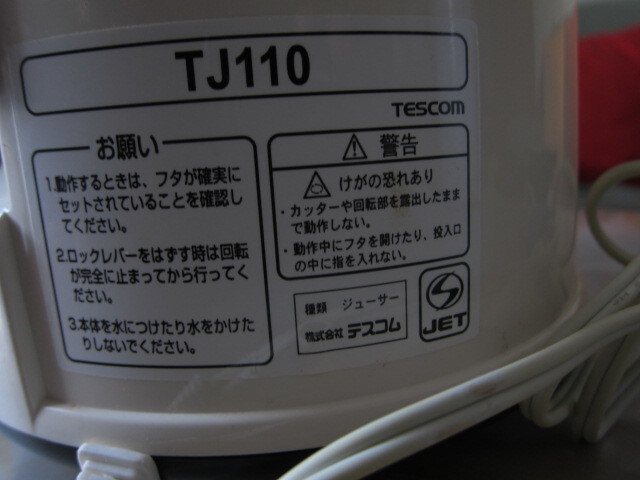 TJ110
TESCOM
お願い
1.動作するときは、フタが確実に
セットされていることを確認し
てください。
2.ロックレバーをはずす時は回転
が完全に止まってから行ってく
ださい。
3.本体を水につけたり水をかけた
りしないでください。
警告
けがの恐れあり
・カッターや回転部を露出したまま
で動作しない。
・動作中にフタを開けたり、投入口
の中に指を入れない。
種類 ジューサー
株式会社 テスコム
JET